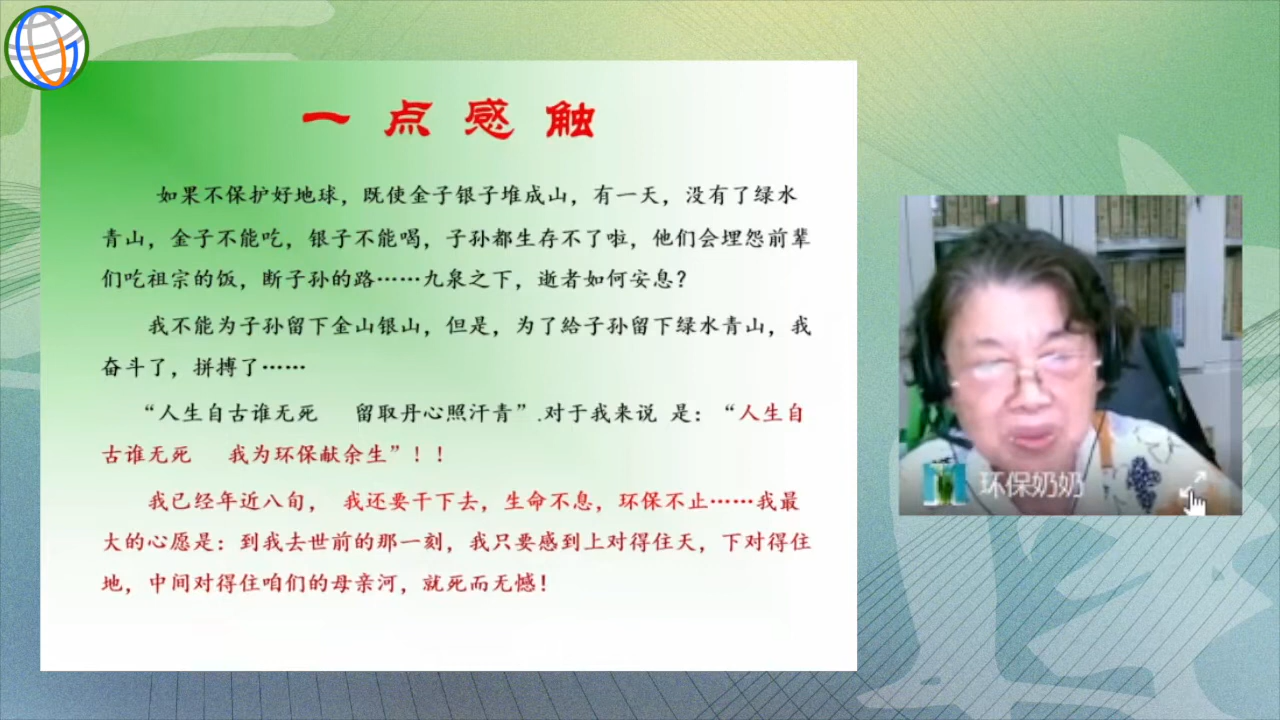 一点感触
如果不保护好地球，既使金子银子堆成山，有一天，没有了绿水
青山，金子不能吃，银子不能喝，子孙都生存不了啦，他们会埋怨前辈
们吃祖宗的饭，断子孙的路……九泉之下，逝者如何安息？
我不能为子孙留下金山银山，但是，为了给子孙留下绿水青山，我
奋斗了，拼搏了……
“人生自古谁无死 留取丹心照汗青”.对于我来说 是：“人生自
古谁无死 我为环保献余生”！！
我已经年近八旬， 我还要干下去，生命不息，环保不止……我最
大的心愿是：到我去世前的那一刻，我只要感到上对得住天，下对得住
地，中间对得住咱们的母亲河，就死而无憾！
环保奶奶